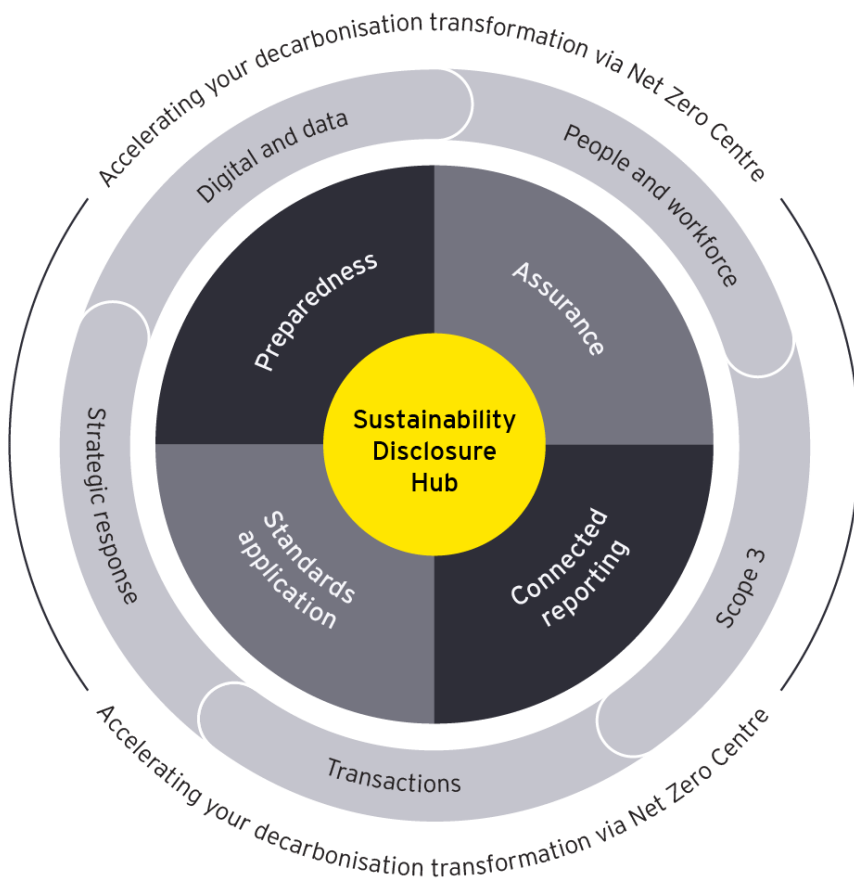 Accelerating your decarbonisation transformation via Net Zero Centre
Digital and data
People and workforce
Preparedness
Assurance
Sustainability
Disclosure
Hub
Strategic response
Standards
application
Connected
reporting
Scope 3
Transactions
Accelerating your decarbonisation transformation via Net Zero Centre